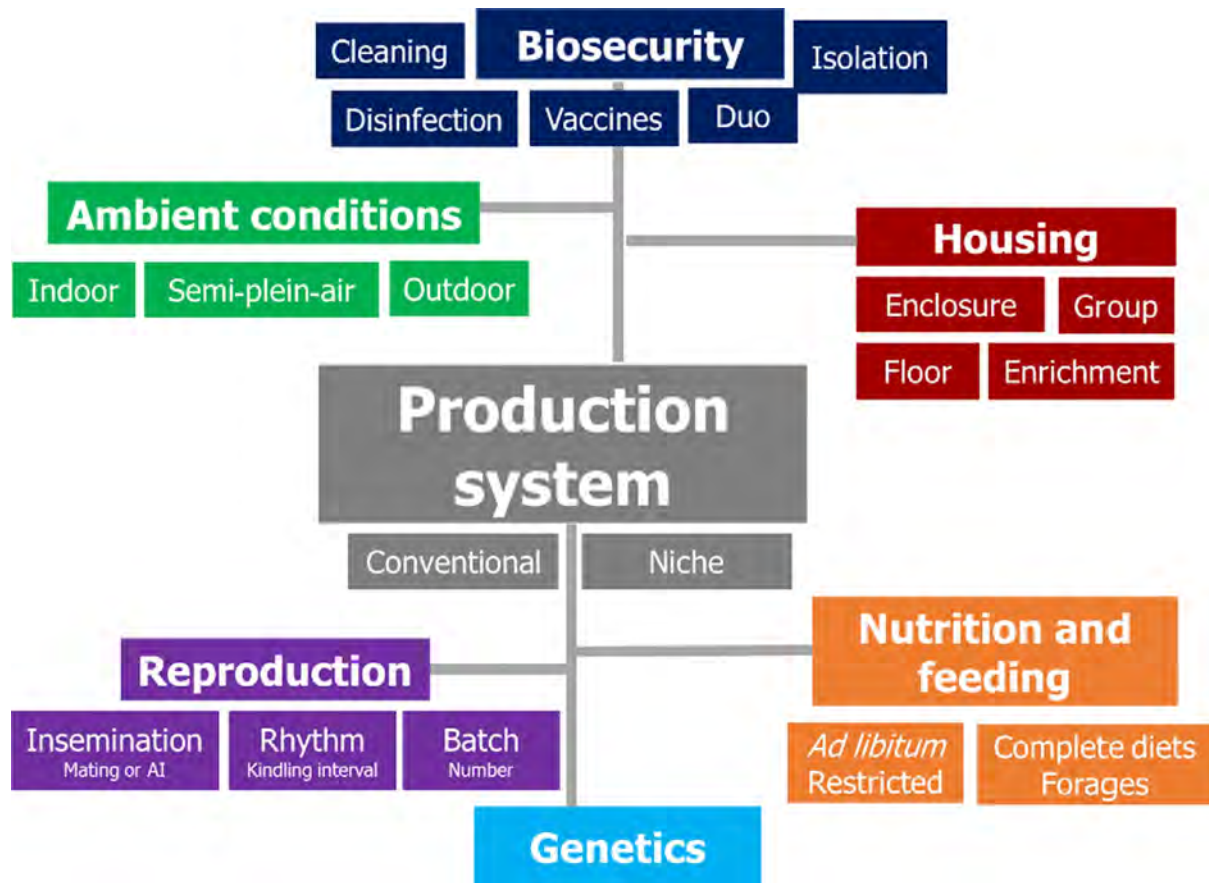 Cleaning
Biosecurity
Isolation
Disinfection
Vaccines
Duo
Ambient conditions
Indoor
Semi-plein-air
Outdoor
Housing
Enclosure
Group
Floor
Enrichment
Production
system
Conventional
Niche
Reproduction
Insemination
Mating or AI
Rhythm
Kindling interval
Batch
Number
Nutrition and
feeding
Ad libitum
Restricted
Complete diets
Forages
Genetics